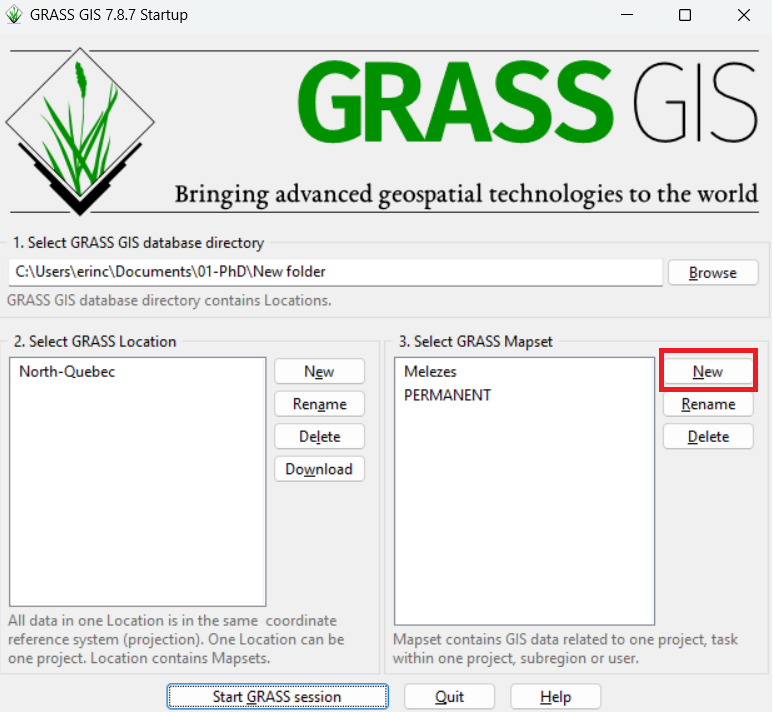 GRASS GIS 7.8.7 Startup
GRASS GIS
Bringing advanced geospatial technologies to the world
1. Select GRASS GIS database directory
C:\Users\erinc\Documents\01-PhD\New folder
Browse
GRASS GIS database directory contains Locations.
2. Select GRASS Location
North-Quebec
New
Rename
Delete
Download
All data in one Location is in the same coordinate
reference system (projection). One Location can be
one project. Location contains Mapsets.
3. Select GRASS Mapset
Melezes
PERMANENT
New
Rename
Delete
Mapset contains GIS data related to one project, task
within one project, subregion or user.
Start GRASS session
Quit
Help